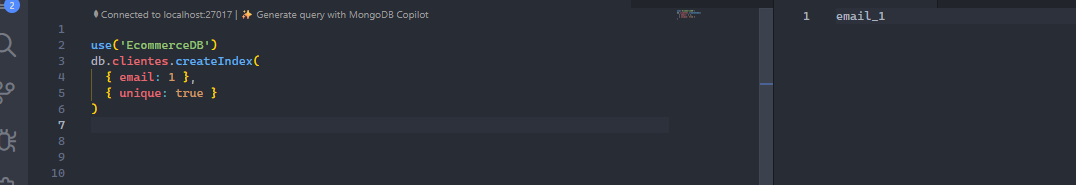 2
Connected to localhost:27017 | ✨ Generate query with MongoDB Copilot
1
2 use('EcommerceDB')
3 db.clientes.createIndex(
4 { email: 1 },
5 { unique: true }
6 )
7
8
9
10
1 email_1